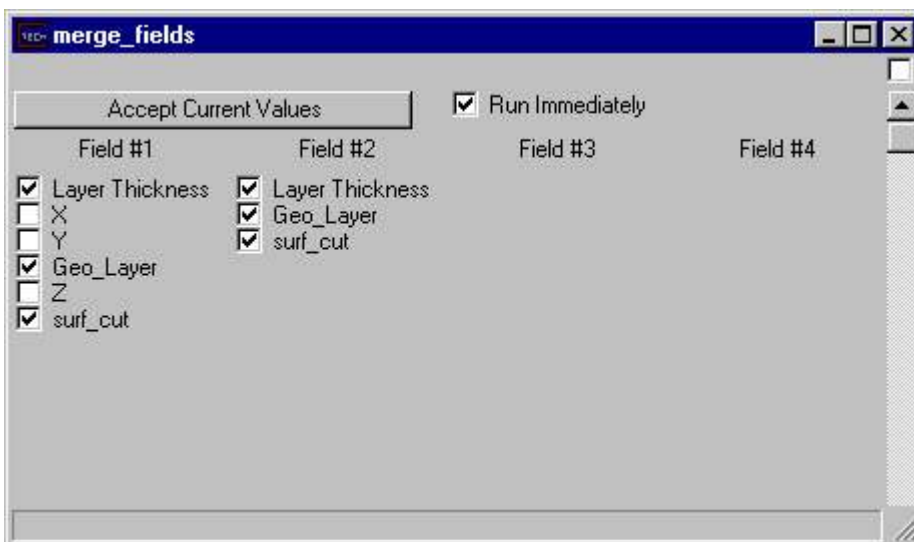 merge_fields
Accept Current Values Run Immediately
Field #1 Field #2 Field #3 Field #4
Layer Thickness Layer Thickness
X Geo_Layer
Y surf_cut
Geo_Layer
Z
surf_cut